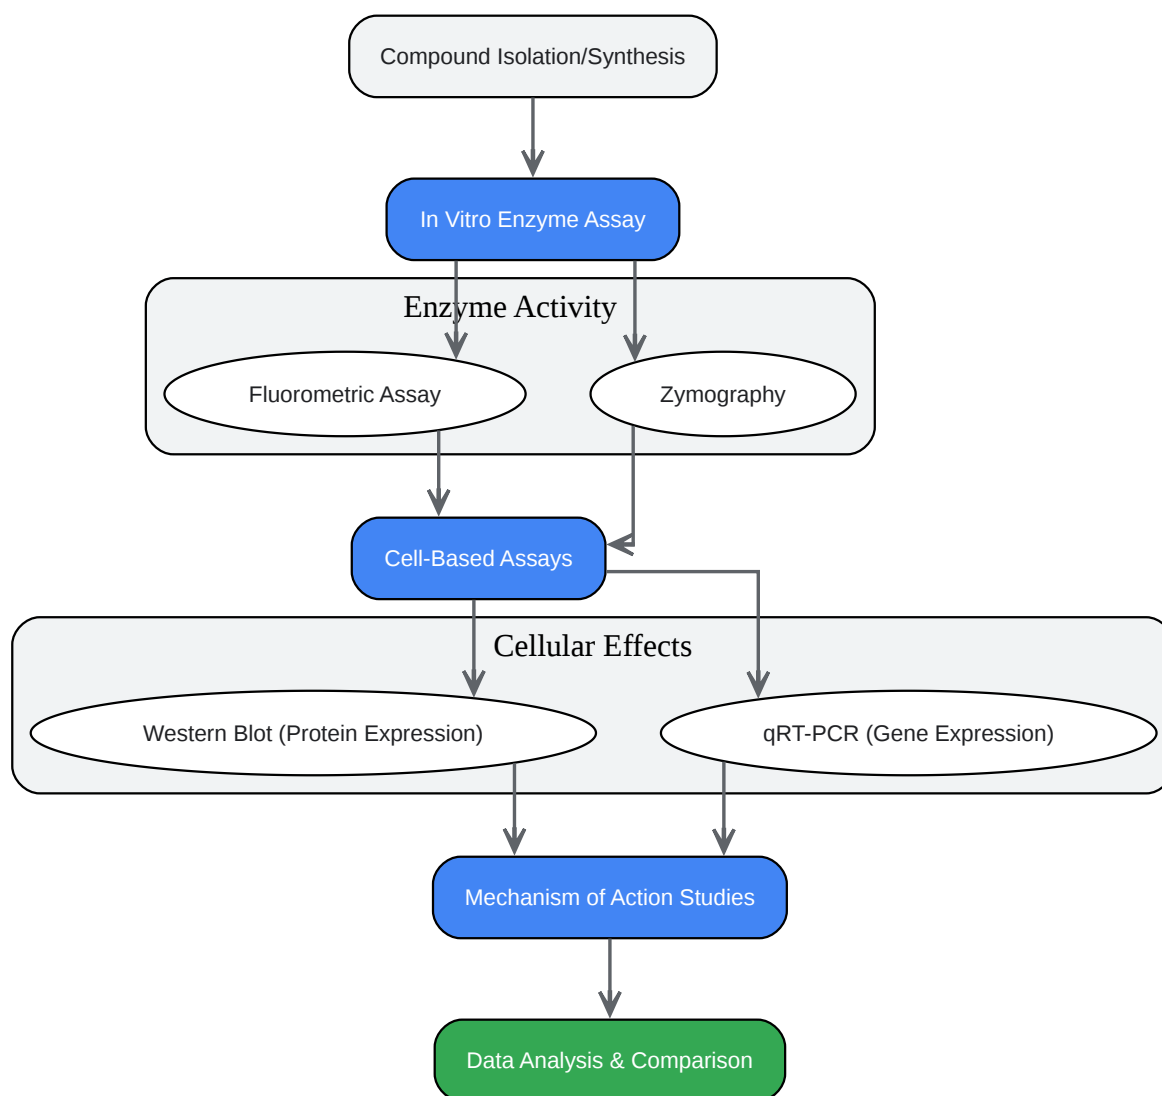 Compound Isolation/Synthesis
In Vitro Enzyme Assay
Enzyme Activity
Fluorometric Assay
Zymography
Cell-Based Assays
Cellular Effects
Western Blot (Protein Expression)
qRT-PCR (Gene Expression)
Mechanism of Action Studies
Data Analysis & Comparison